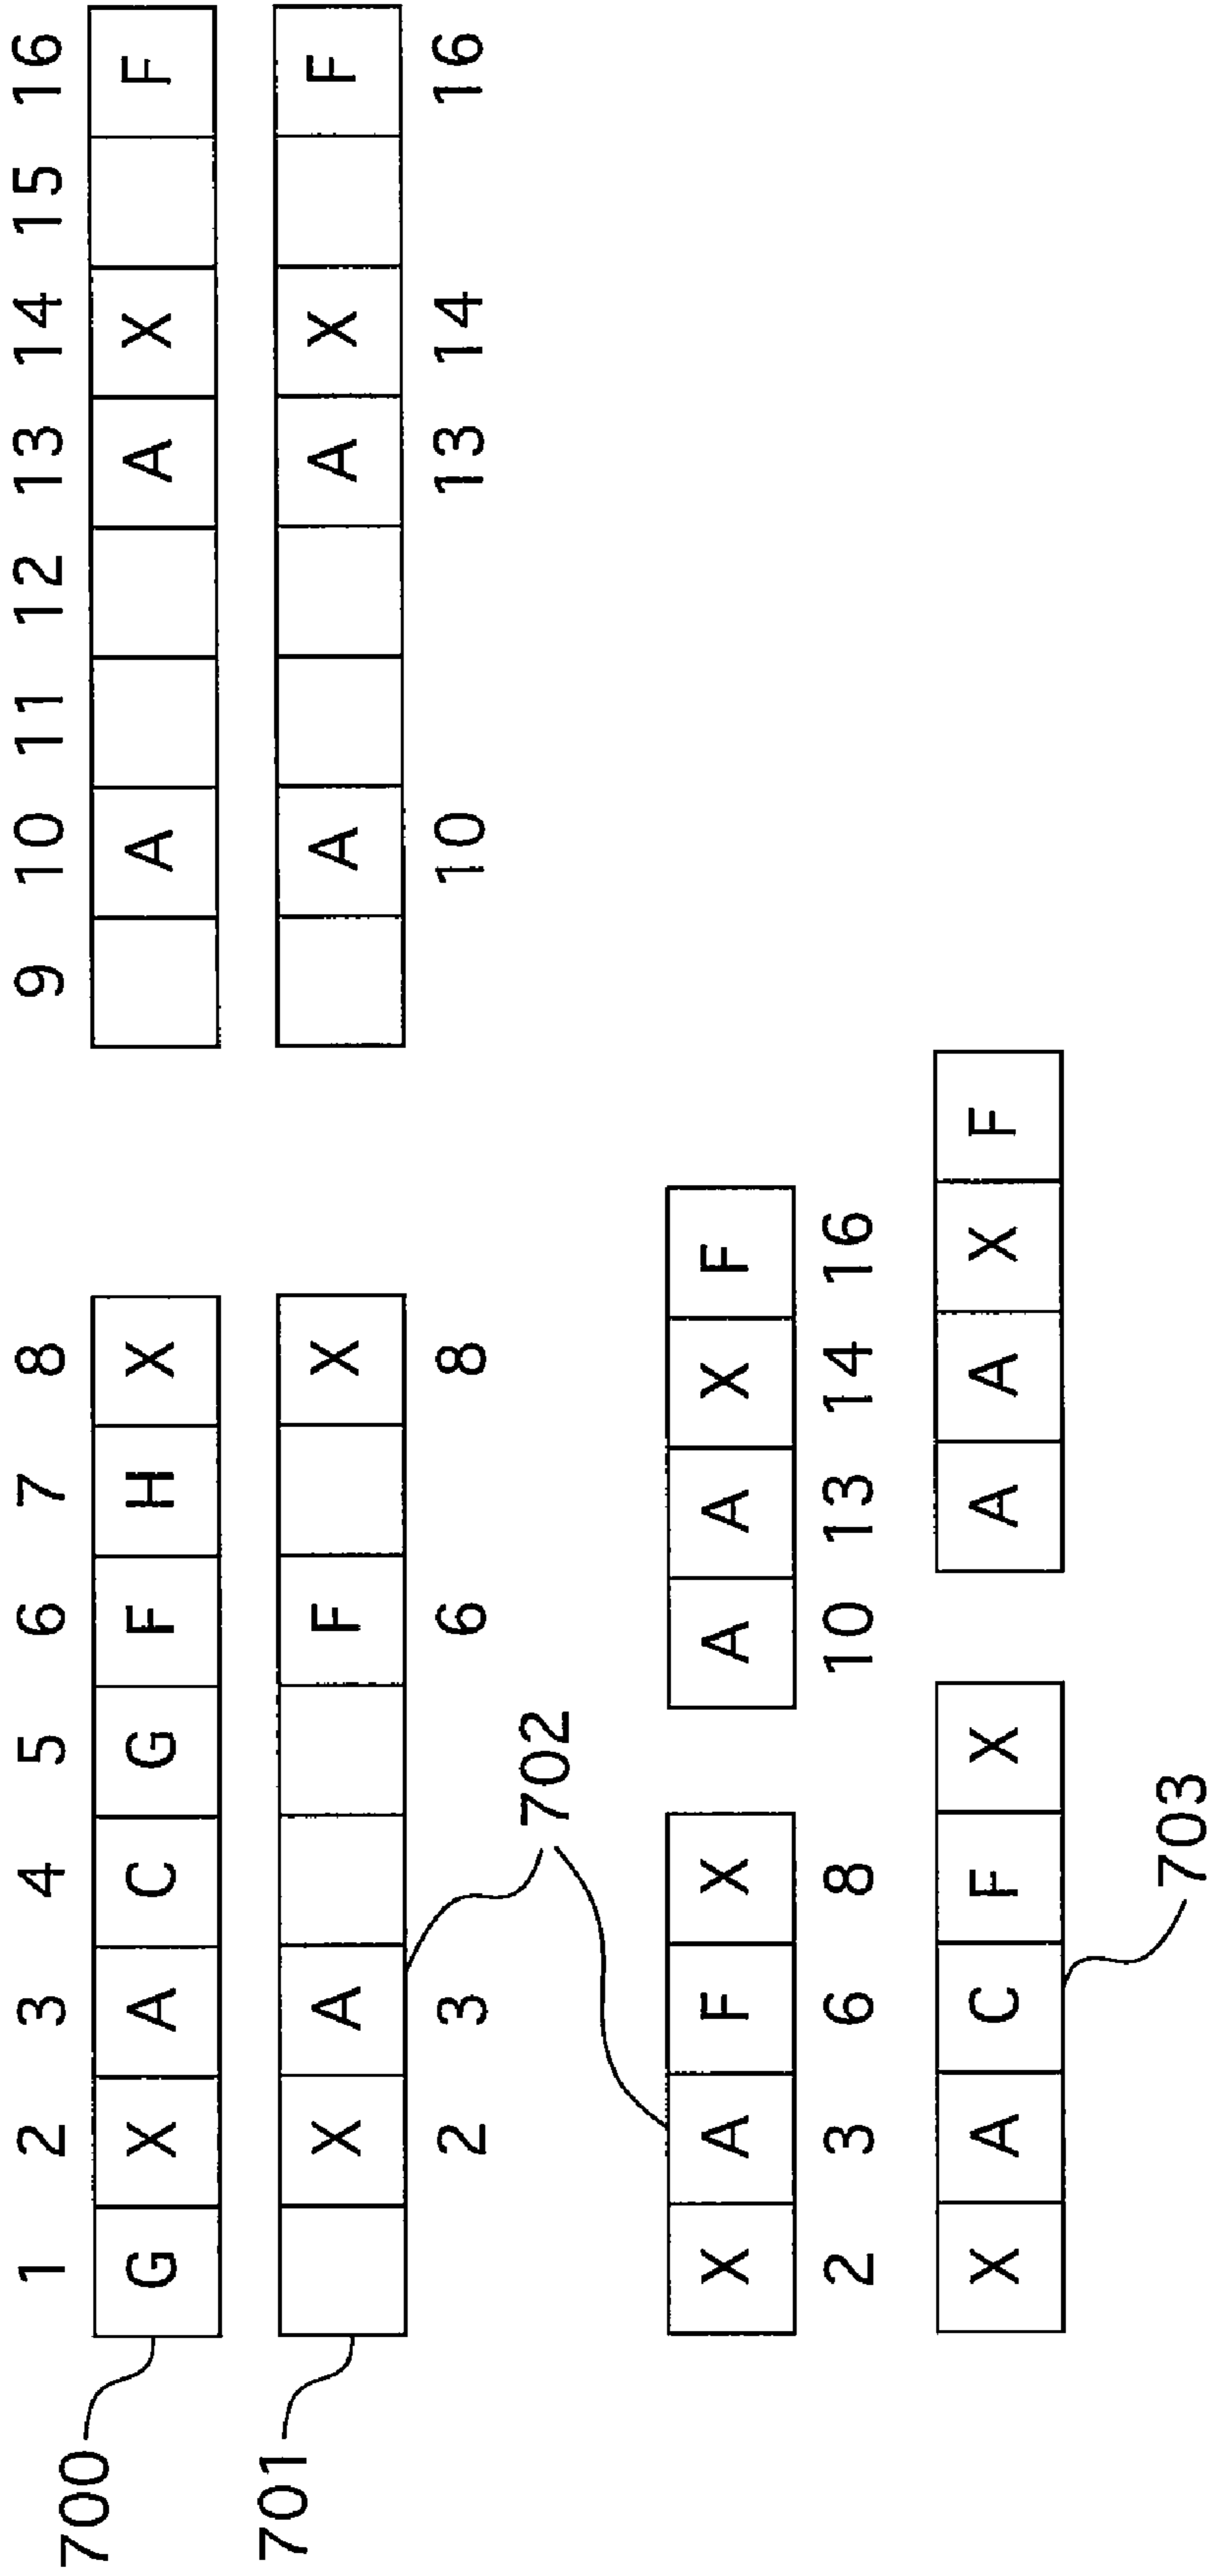 1 2 3 4 5 6 7 8 9 10 11 12 13 14 15 16
700 G X A C G F H X A A X F
701 X A F X A A X F
2 3 6 8 10 13 14 16
702
X A F X A A X F
2 3 6 8 10 13 14 16
X A C F X A A X F
703